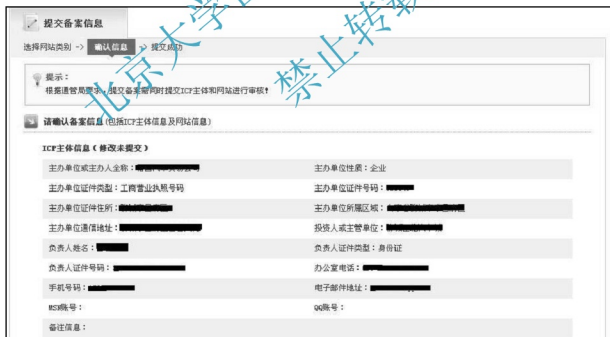 提交备案信息
选择网站类别 -> 确认信息 -> 提交成功
提示：
根据通管局要求，提交备案需同时提交ICP主体和网站进行审核！
请确认备案信息(包括ICP主体信息及网站信息)
ICP主体信息（修改未提交）
主办单位或主办人全称： 主办单位性质：企业
主办单位证件类型：工商营业执照号码 主办单位证件号码：
主办单位证件住所： 主办单位所属区域：
主办单位通信地址： 投资人或主管单位：
负责人姓名： 负责人证件类型：身份证
负责人证件号码： 办公室电话：
手机号码： 电子邮件地址：
MSN账号： QQ账号：
备注信息：
北京大学
禁止转载